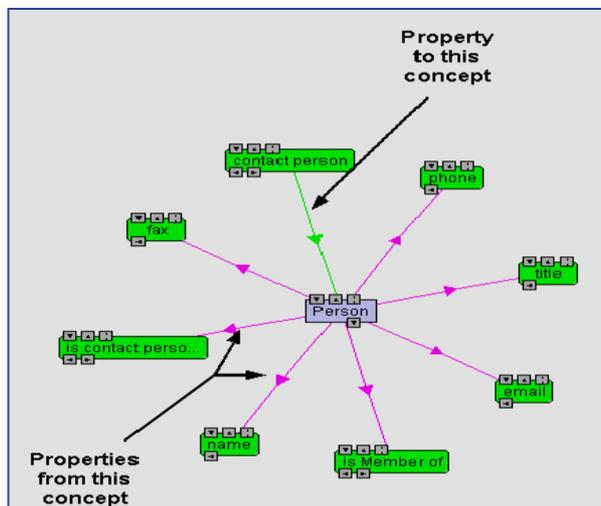 Property
to this
concept
contact person
phone
fax
title
Person
is contact perso...
email
name
is Member of
Properties
from this
concept